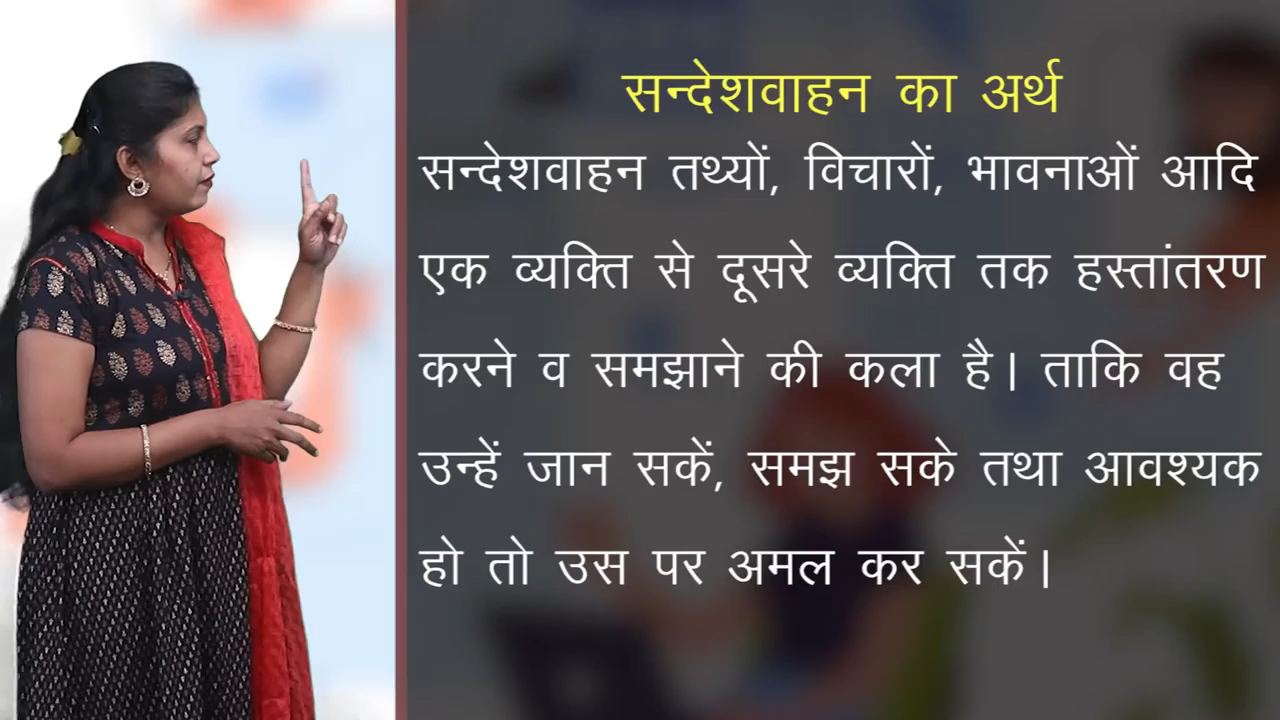 सन्देशवाहन का अर्थ
सन्देशवाहन तथ्यों, विचारों, भावनाओं आदि
एक व्यक्ति से दूसरे व्यक्ति तक हस्तांतरण
करने व समझाने की कला है। ताकि वह
उन्हें जान सकें, समझ सके तथा आवश्यक
हो तो उस पर अमल कर सकें।